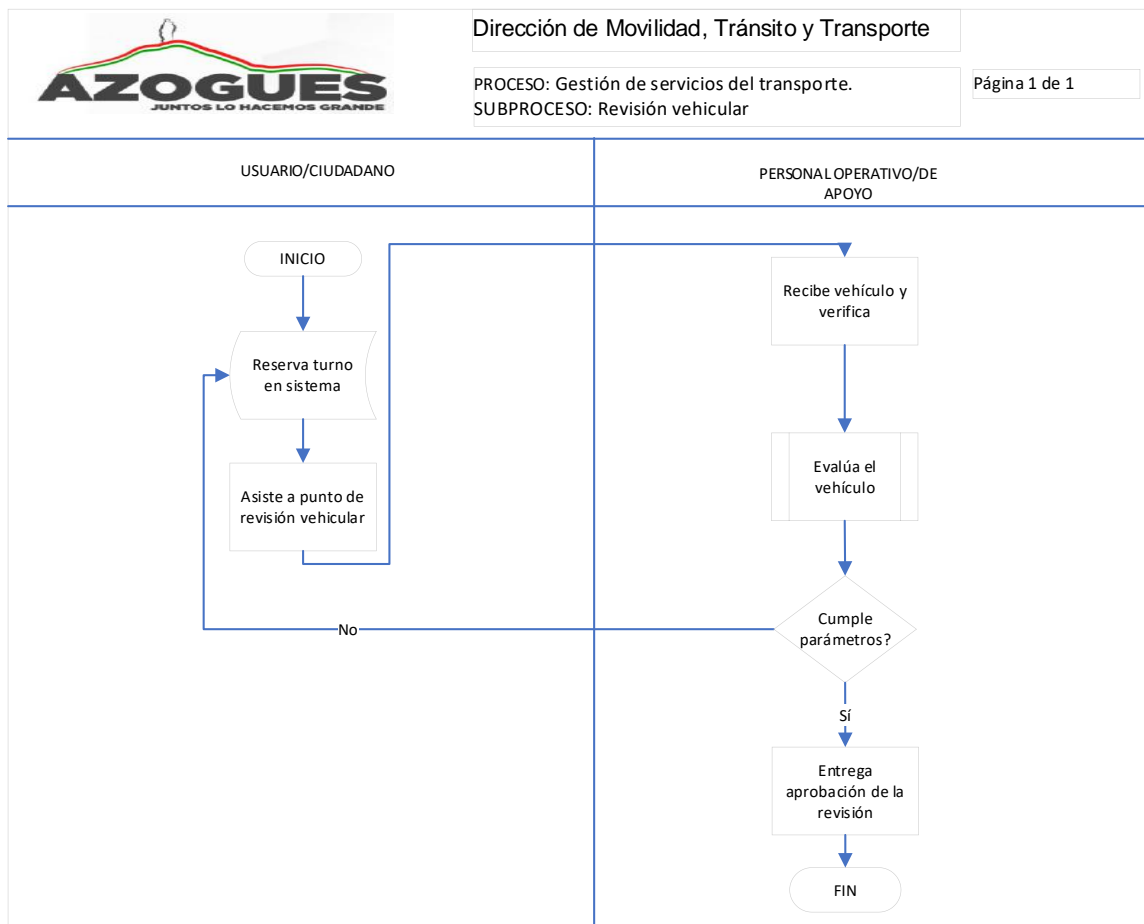 AZOGUES
JUNTOS LO HACEMOS GRANDE
Dirección de Movilidad, Tránsito y Transporte
PROCESO: Gestión de servicios del transporte.
SUBPROCESO: Revisión vehicular
Página 1 de 1
USUARIO/CIUDADANO
PERSONAL OPERATIVO/DE
APOYO
INICIO
Reserva turno
en sistema
Asiste a punto de
revisión vehicular
Recibe vehículo y
verifica
Evalúa el
vehículo
Cumple
parámetros?
No
Sí
Entrega
aprobación de la
revisión
FIN